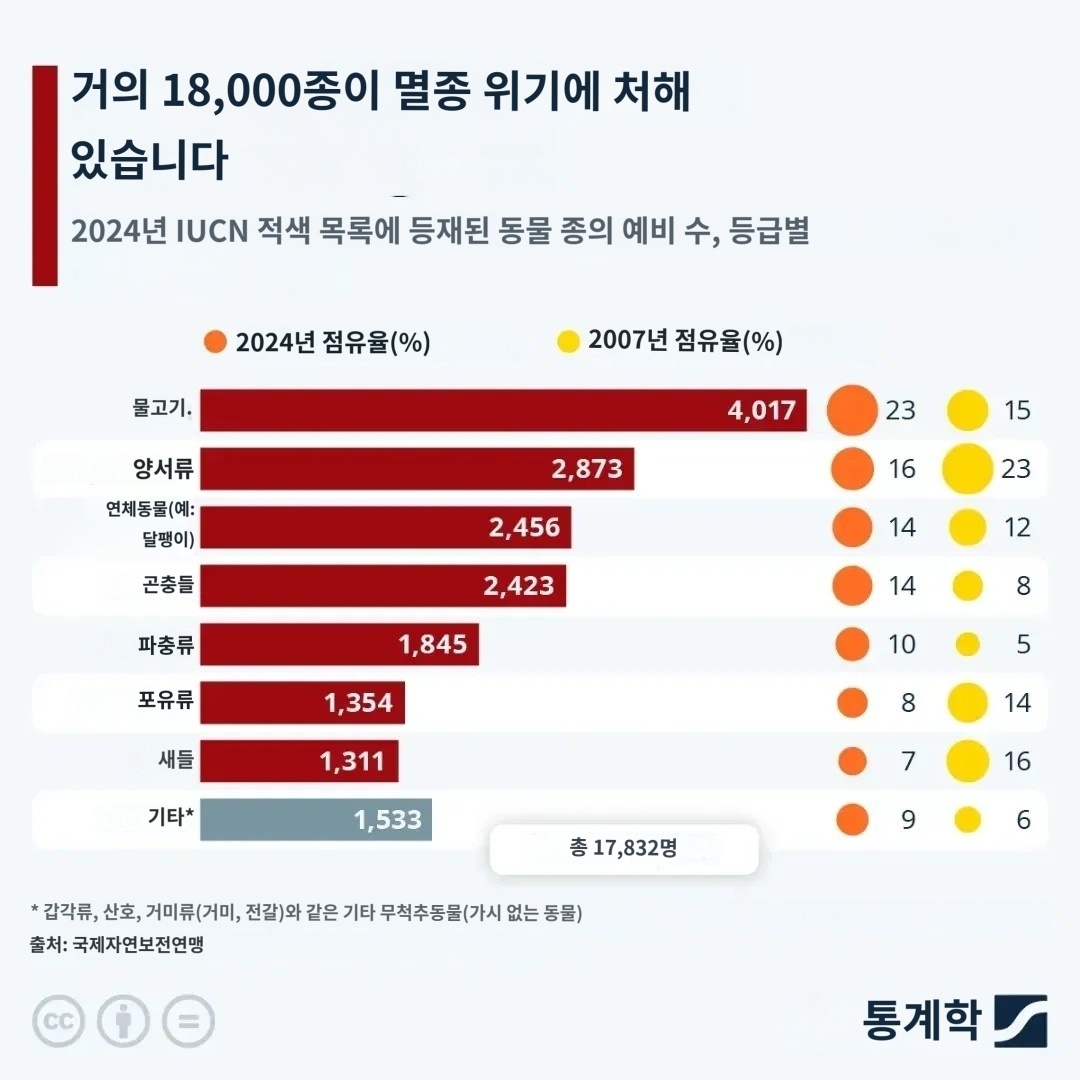 거의 18,000종이 멸종 위기에 처해
있습니다
2024년 IUCN 적색 목록에 등재된 동물 종의 예비 수, 등급별
2024년 점유율(%) 2007년 점유율(%)
물고기. 4,017 23 15
양서류 2,873 16 23
연체동물(예:
달팽이) 2,456 14 12
곤충들 2,423 14 8
파충류 1,845 10 5
포유류 1,354 8 14
새들 1,311 7 16
기타* 1,533 9 6
총 17,832명
* 갑각류, 산호, 거미류(거미, 전갈)와 같은 기타 무척추동물(가시 없는 동물)
출처: 국제자연보전연맹
cc
통계학